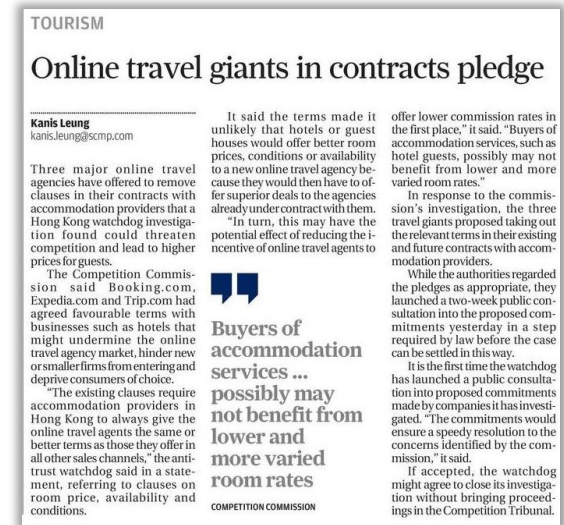 TOURISM
Online travel giants in contracts pledge
Kanis Leung
kanis.leung@scmp.com
Three major online travel
agencies have offered to remove
clauses in their contracts with
accommodation providers that a
Hong Kong watchdog investiga-
tion found could threaten
competition and lead to higher
prices for guests.
The Competition Commis-
sion said Booking.com,
Expedia.com and Trip.com had
agreed favourable terms with
businesses such as hotels that
might undermine the online
travel agency market, hinder new
or smaller firms from entering and
deprive consumers of choice.
"The existing clauses require
accommodation providers in
Hong Kong to always give the
online travel agents the same or
better terms as those they offer in
all other sales channels," the anti-
trust watchdog said in a state-
ment, referring to clauses on
room price, availability and
conditions.
It said the terms made it
unlikely that hotels or guest
houses would offer better room
prices, conditions or availability
to a new online travel agency be-
cause they would then have to of-
fer superior deals to the agencies
already under contract with them.
"In turn, this may have the
potential effect of reducing the i-
ncentive of online travel agents to
Buyers of
accommodation
services ...
possibly may
not benefit from
lower and
more varied
room rates
COMPETITION COMMISSION
offer lower commission rates in
the first place," it said. "Buyers of
accommodation services, such as
hotel guests, possibly may not
benefit from lower and more
varied room rates."
In response to the commis-
sion's investigation, the three
travel giants proposed taking out
the relevant terms in their existing
and future contracts with accom-
modation providers.
While the authorities regarded
the pledges as appropriate, they
launched a two-week public con-
sultation into the proposed com-
mitments yesterday in a step
required by law before the case
can be settled in this way.
It is the first time the watchdog
has launched a public consulta-
tion into proposed commitments
made by companies it has investi-
gated. "The commitments would
ensure a speedy resolution to the
concerns identified by the com-
mission," it said.
If accepted, the watchdog
might agree to close its investiga-
tion without bringing proceed-
ings in the Competition Tribunal.